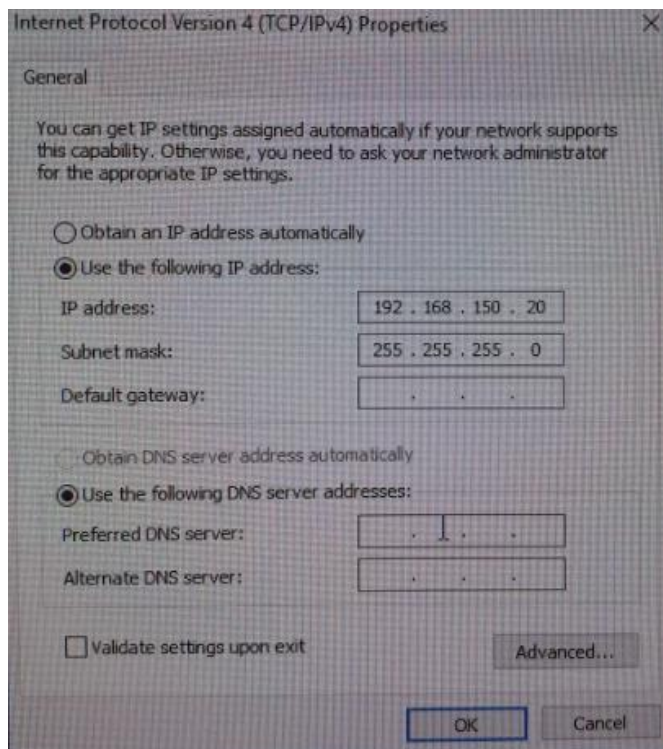 Internet Protocol Version 4 (TCP/IPv4) Properties
General
You can get IP settings assigned automatically if your network supports
this capability. Otherwise, you need to ask your network administrator
for the appropriate IP settings.
Obtain an IP address automatically
Use the following IP address:
IP address: 192 . 168 . 150 . 20
Subnet mask: 255 . 255 . 255 . 0
Default gateway: . . .
Obtain DNS server address automatically
Use the following DNS server addresses:
Preferred DNS server: . . .
Alternate DNS server: . . .
Validate settings upon exit
Advanced...
OK Cancel